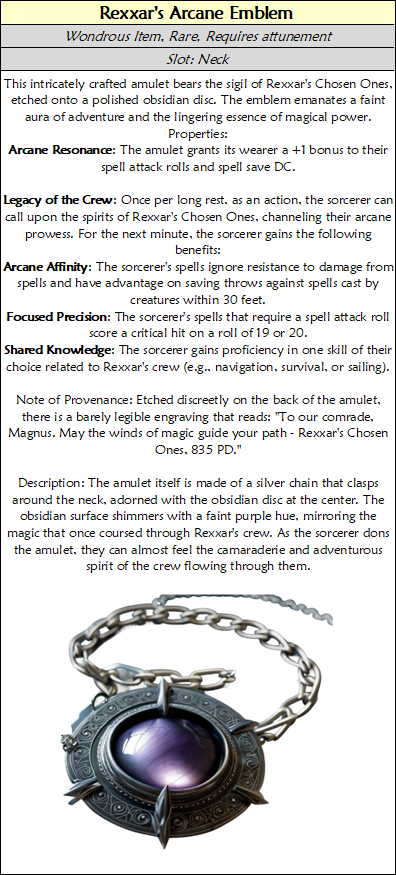 Rexxar's Arcane Emblem
Wondrous Item, Rare, Requires attunement
Slot: Neck
This intricately crafted amulet bears the sigil of Rexxar's Chosen Ones,
etched onto a polished obsidian disc. The emblem emanates a faint
aura of adventure and the lingering essence of magical power.
Properties:
Arcane Resonance: The amulet grants its wearer a +1 bonus to their
spell attack rolls and spell save DC.
Legacy of the Crew: Once per long rest, as an action, the sorcerer can
call upon the spirits of Rexxar's Chosen Ones, channeling their arcane
prowess. For the next minute, the sorcerer gains the following
benefits:
Arcane Affinity: The sorcerer's spells ignore resistance to damage from
spells and have advantage on saving throws against spells cast by
creatures within 30 feet.
Focused Precision: The sorcerer's spells that require a spell attack roll
score a critical hit on a roll of 19 or 20.
Shared Knowledge: The sorcerer gains proficiency in one skill of their
choice related to Rexxar's crew (e.g., navigation, survival, or sailing).
Note of Provenance: Etched discreetly on the back of the amulet,
there is a barely legible engraving that reads: "To our comrade,
Magnus. May the winds of magic guide your path - Rexxar's Chosen
Ones, 835 PD."
Description: The amulet itself is made of a silver chain that clasps
around the neck, adorned with the obsidian disc at the center. The
obsidian surface shimmers with a faint purple hue, mirroring the
magic that once coursed through Rexxar's crew. As the sorcerer dons
the amulet, they can almost feel the camaraderie and adventurous
spirit of the crew flowing through them.